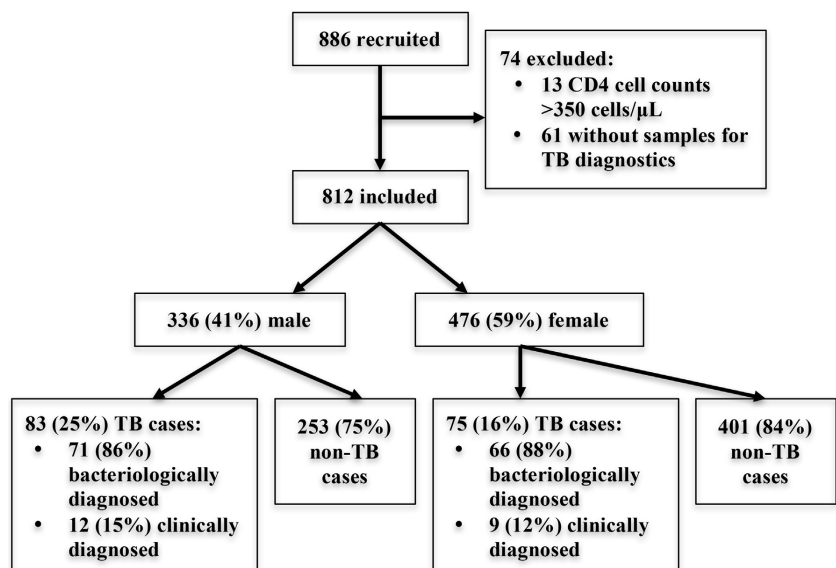 886 recruited
74 excluded:
• 13 CD4 cell counts
>350 cells/µL
• 61 without samples for
TB diagnostics
812 included
336 (41%) male
476 (59%) female
83 (25%) TB cases:
• 71 (86%)
bacteriologically
diagnosed
• 12 (15%) clinically
diagnosed
253 (75%)
non-TB
cases
75 (16%) TB cases:
• 66 (88%)
bacteriologically
diagnosed
• 9 (12%) clinically
diagnosed
401 (84%)
non-TB
cases